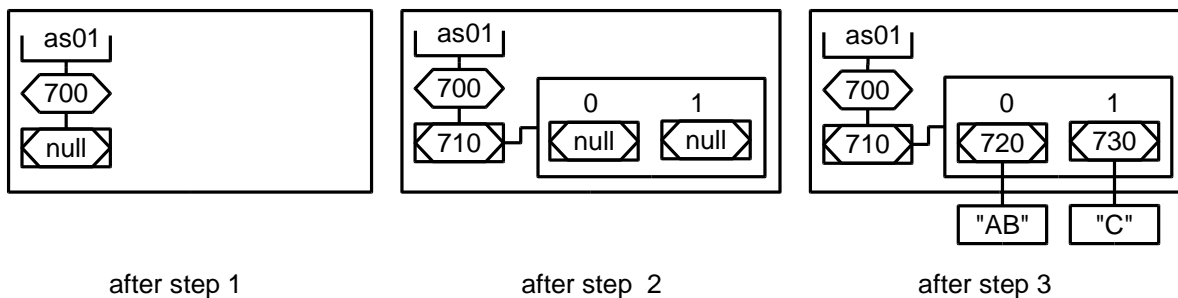 as01
700
null
after step 1
as01
700
710
0 1
null null
after step 2
as01
700
710
0 1
720 730
"AB" "C"
after step 3